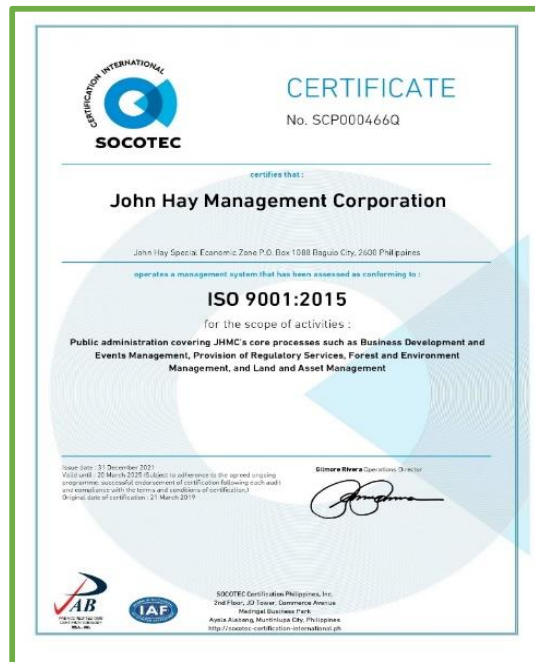 CERTIFICATION INTERNATIONAL
SOCOTEC
CERTIFICATE
No. SCP000466Q
certifies that :
John Hay Management Corporation
John Hay Special Economic Zone P.O. Box 1088 Baguio City, 2600 Philippines
operates a management system that has been assessed as conforming to :
ISO 9001:2015
for the scope of activities :
Public administration covering JHMC's core processes such as Business Development and
Events Management, Provision of Regulatory Services, Forest and Environment
Management, and Land and Asset Management
Issue date : 31 December 2021
Valid until : 20 March 2025 (Subject to adherence to the agreed ongoing
programme, successful endorsement of certification following each audit
and compliance with the terms and conditions of certification.)
Original date of certification : 21 March 2019
Gilmore Rivera Operations Director
PAB
IAF
SOCOTEC Certification Philippines, Inc.
2nd Floor, JD Tower, Commerce Avenue
Madrigal Business Park
Ayala Alabang, Muntinlupa City, Philippines
http://socotec-certification-international.ph